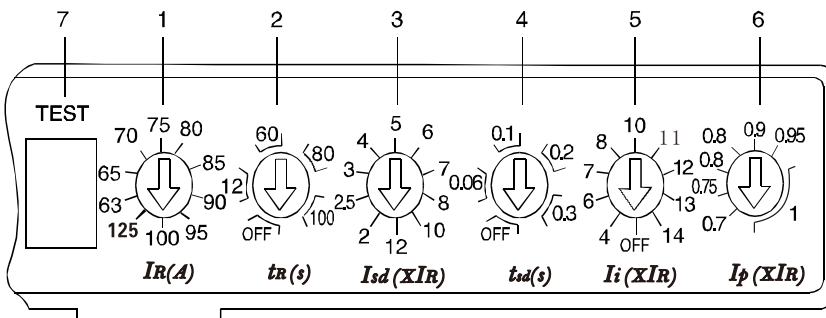 7 1 2 3 4 5 6
TEST
63 65 70 75 80 85 90 95 100 125
IR(A)
12 60 80 100 OFF
tR(s)
2 2.5 3 4 5 6 7 8 10 12
Isd(XIR)
0.06 0.1 0.2 0.3 OFF
tsd(s)
4 6 7 8 10 11 12 13 14 OFF
Ii(XIR)
0.7 0.75 0.8 0.8 0.9 0.95 1
Ip(XIR)